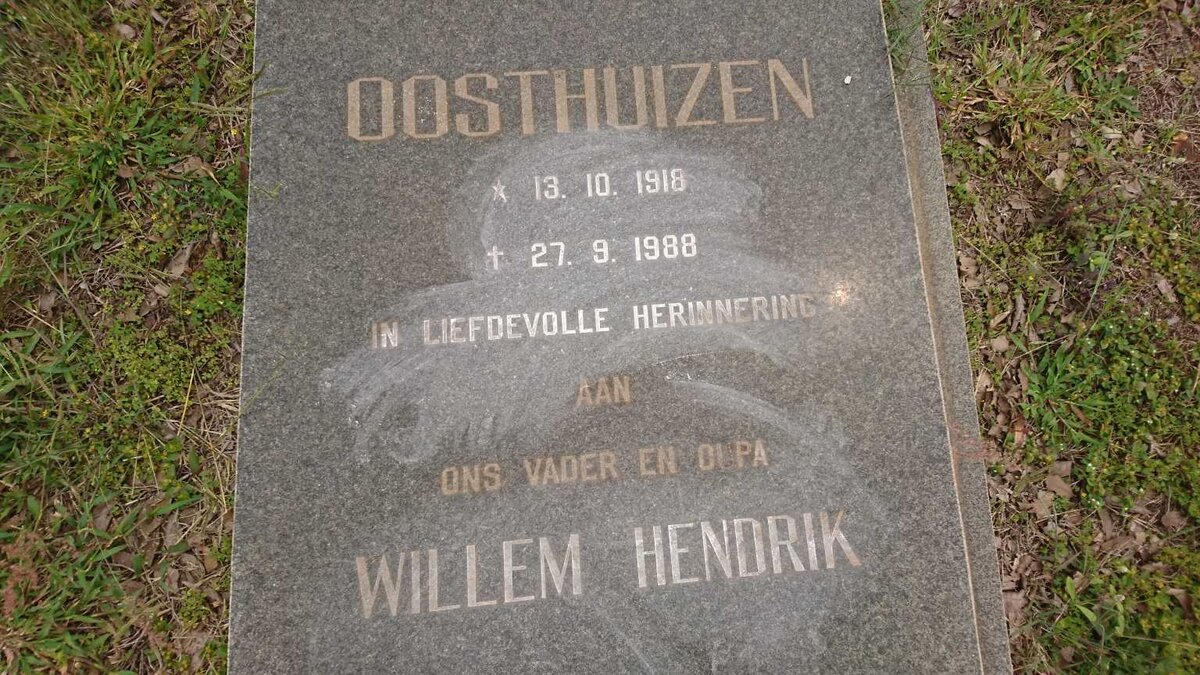 OOSTHUIZEN
★ 13. 10. 1918
✝ 27. 9. 1988
IN LIEFDEVOLLE HERINNERING
AAN
ONS VADER EN OUPA
WILLEM HENDRIK